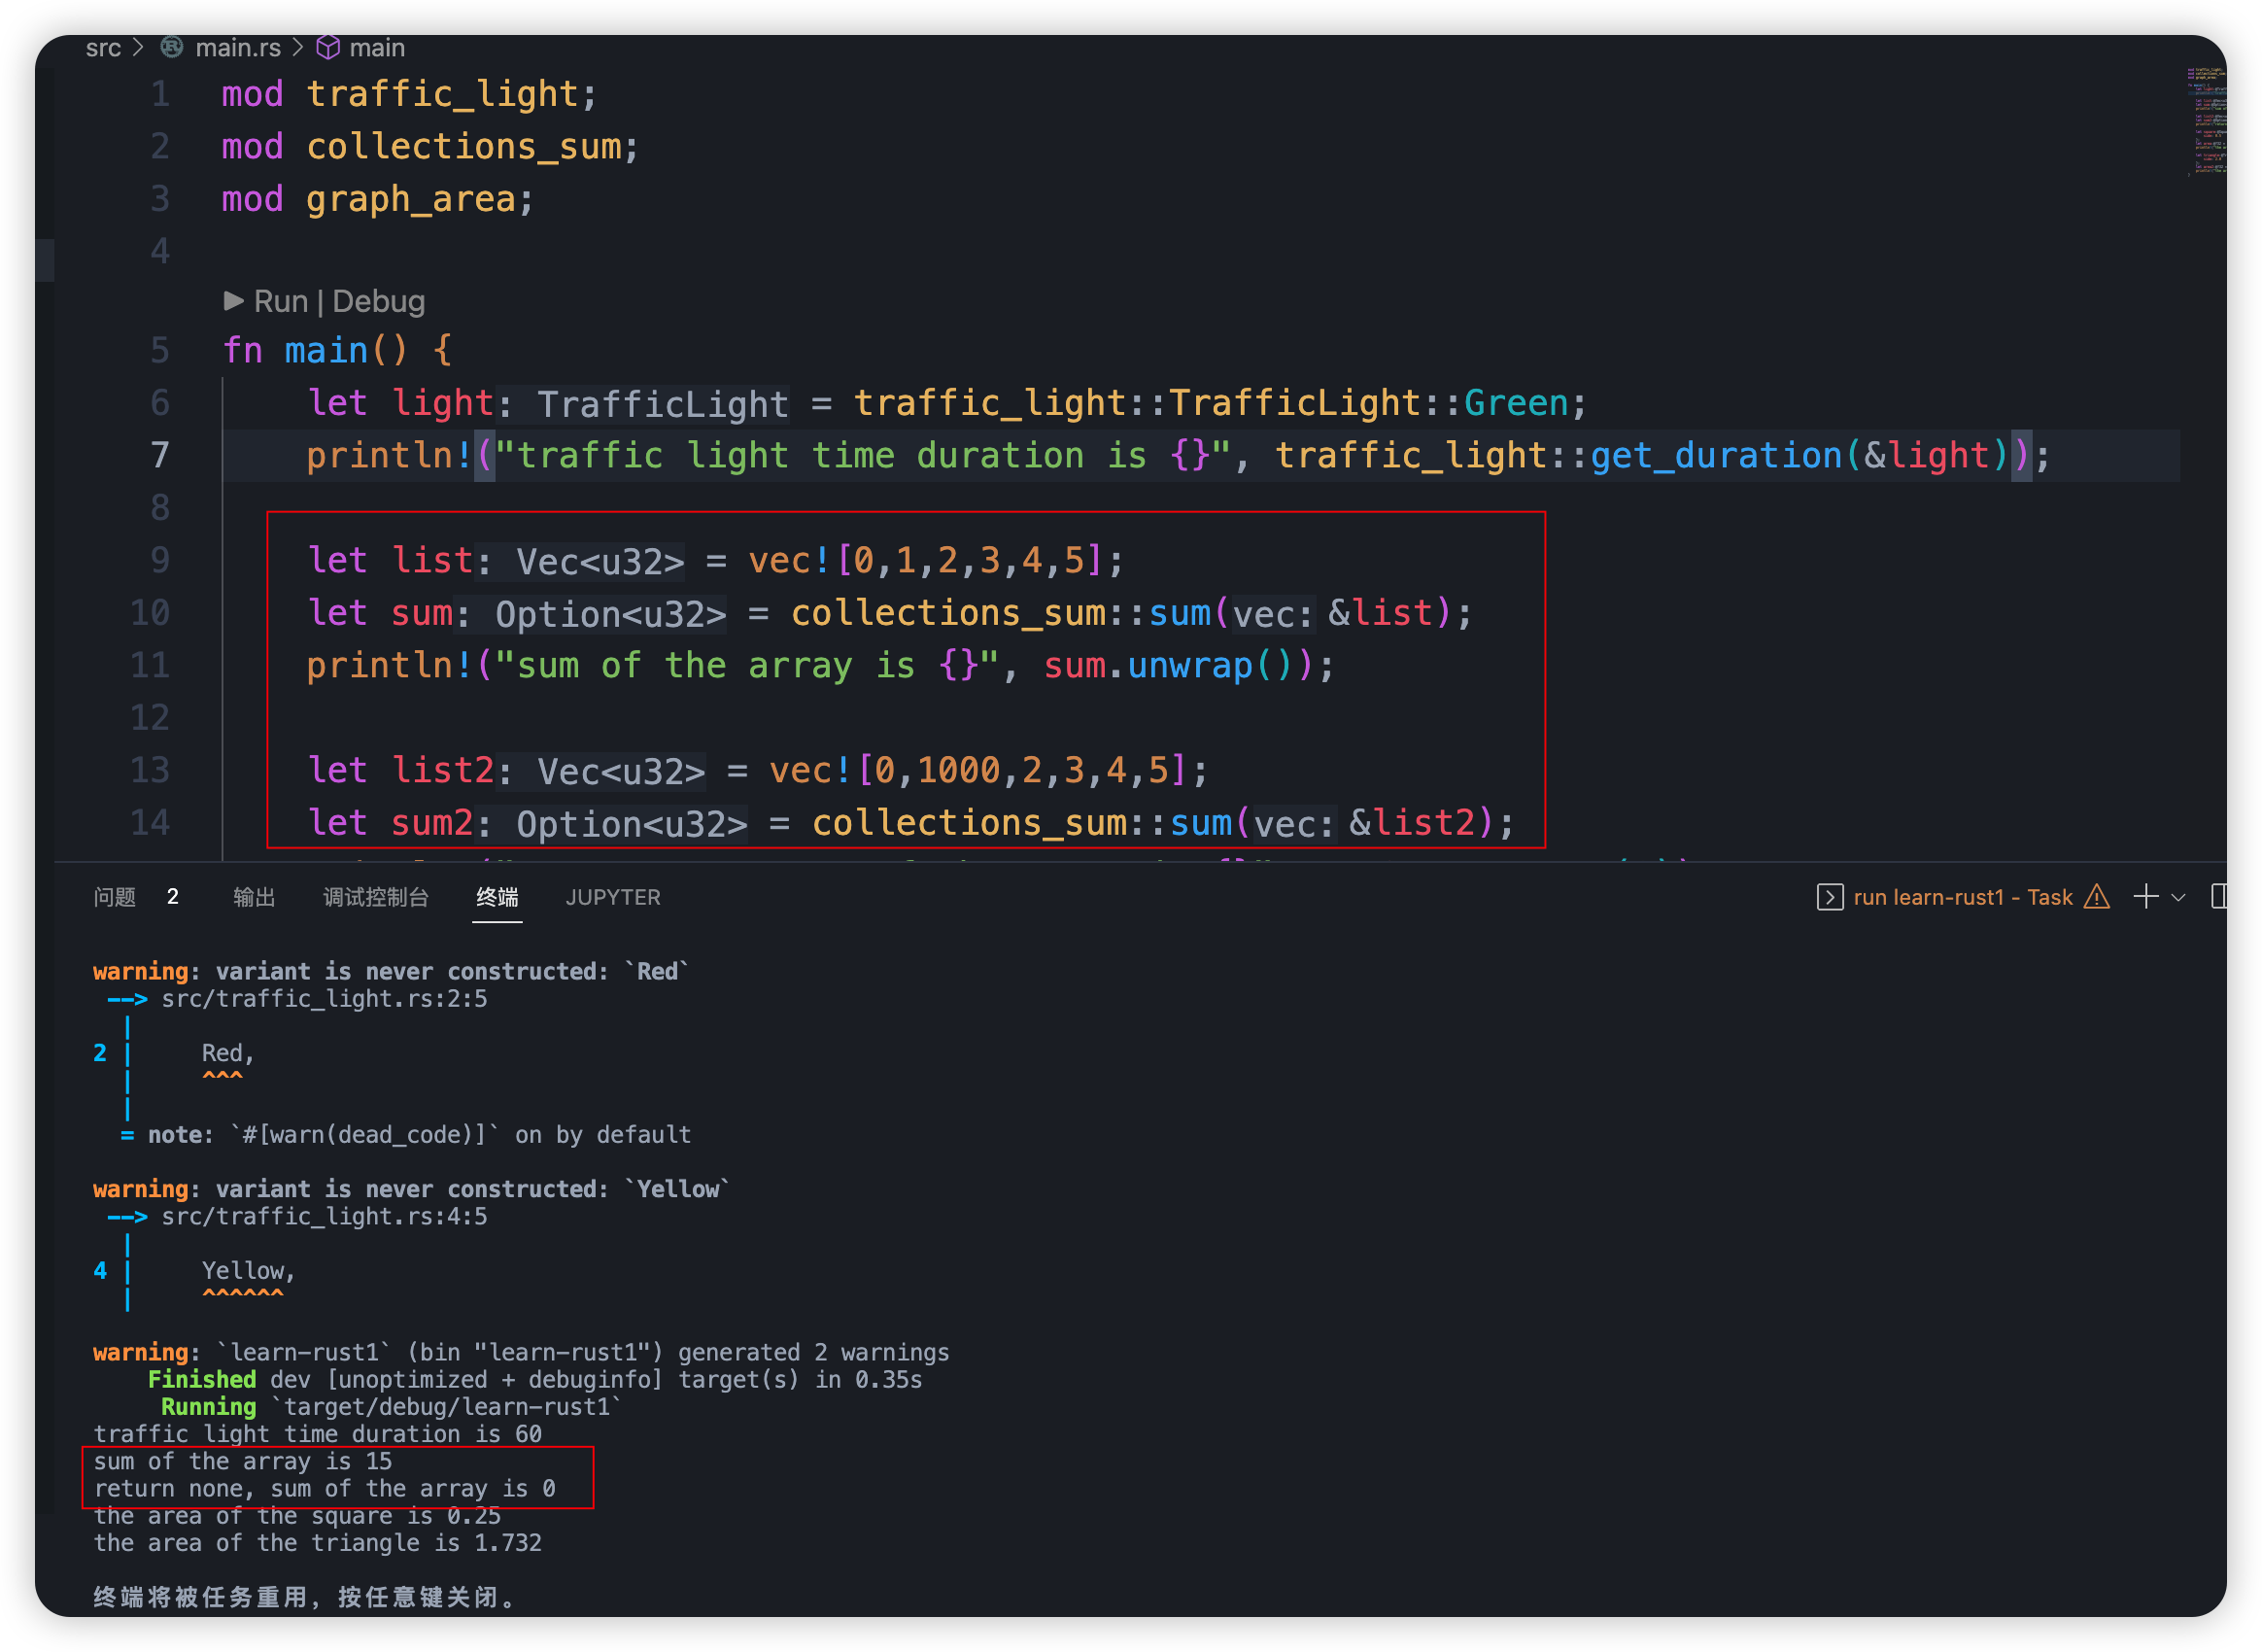 src > main.rs > main
1 mod traffic_light;
2 mod collections_sum;
3 mod graph_area;
4
▶ Run | Debug
5 fn main() {
6 let light: TrafficLight = traffic_light::TrafficLight::Green;
7 println!("traffic light time duration is {}", traffic_light::get_duration(&light));
8
9 let list: Vec<u32> = vec![0,1,2,3,4,5];
10 let sum: Option<u32> = collections_sum::sum(vec: &list);
11 println!("sum of the array is {}", sum.unwrap());
12
13 let list2: Vec<u32> = vec![0,1000,2,3,4,5];
14 let sum2: Option<u32> = collections_sum::sum(vec: &list2);
问题 2 输出 调试控制台 终端 JUPYTER run learn-rust1 - Task
warning: variant is never constructed: `Red`
--> src/traffic_light.rs:2:5
|
2 | Red,
| ^^^
|
= note: `#[warn(dead_code)]` on by default
warning: variant is never constructed: `Yellow`
--> src/traffic_light.rs:4:5
|
4 | Yellow,
| ^^^^^^
warning: `learn-rust1` (bin "learn-rust1") generated 2 warnings
Finished dev [unoptimized + debuginfo] target(s) in 0.35s
Running `target/debug/learn-rust1`
traffic light time duration is 60
sum of the array is 15
return none, sum of the array is 0
the area of the square is 0.25
the area of the triangle is 1.732
终端将被任务重用，按任意键关闭。